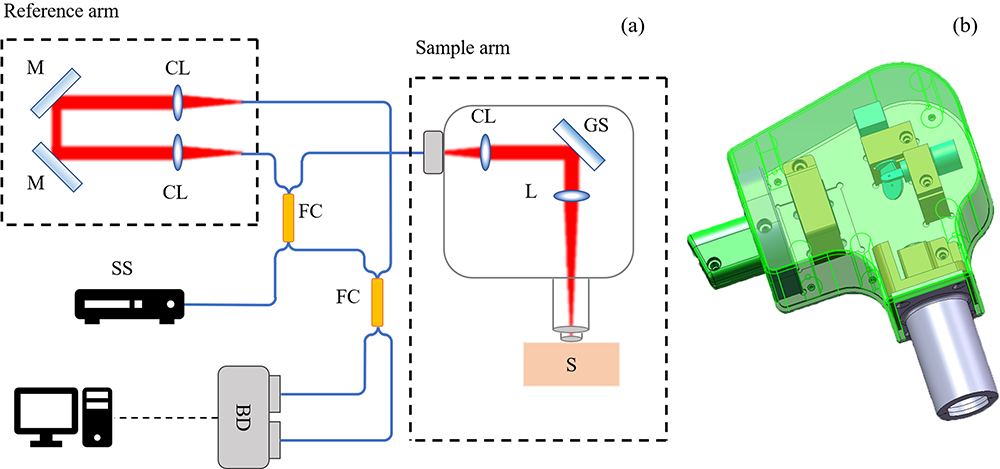 Reference arm
(a)
(b)
Sample arm
M
CL
CL
GS
M
CL
L
FC
SS
FC
S
BD